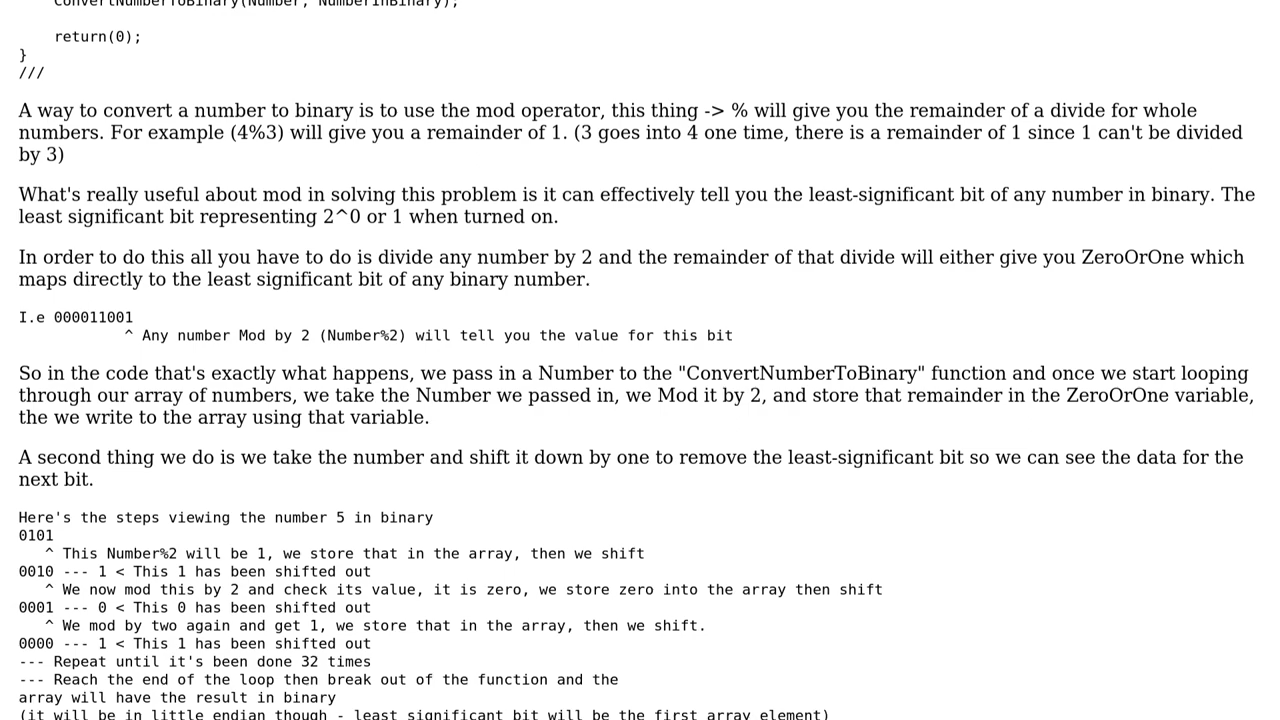 ConvertNumberToBinary(Number, NumberInBinary);
return(0);
}
///
A way to convert a number to binary is to use the mod operator, this thing -> % will give you the remainder of a divide for whole
numbers. For example (4%3) will give you a remainder of 1. (3 goes into 4 one time, there is a remainder of 1 since 1 can't be divided
by 3)
What's really useful about mod in solving this problem is it can effectively tell you the least-significant bit of any number in binary. The
least significant bit representing 2^0 or 1 when turned on.
In order to do this all you have to do is divide any number by 2 and the remainder of that divide will either give you ZeroOrOne which
maps directly to the least significant bit of any binary number.
I.e 000011001
^ Any number Mod by 2 (Number%2) will tell you the value for this bit
So in the code that's exactly what happens, we pass in a Number to the "ConvertNumberToBinary" function and once we start looping
through our array of numbers, we take the Number we passed in, we Mod it by 2, and store that remainder in the ZeroOrOne variable,
the we write to the array using that variable.
A second thing we do is we take the number and shift it down by one to remove the least-significant bit so we can see the data for the
next bit.
Here's the steps viewing the number 5 in binary
0101
^ This Number%2 will be 1, we store that in the array, then we shift
0010 --- 1 < This 1 has been shifted out
^ We now mod this by 2 and check its value, it is zero, we store zero into the array then shift
0001 --- 0 < This 0 has been shifted out
^ We mod by two again and get 1, we store that in the array, then we shift.
0000 --- 1 < This 1 has been shifted out
--- Repeat until it's been done 32 times
--- Reach the end of the loop then break out of the function and the
array will have the result in binary
(it will be in little endian though - least significant bit will be the first array element)